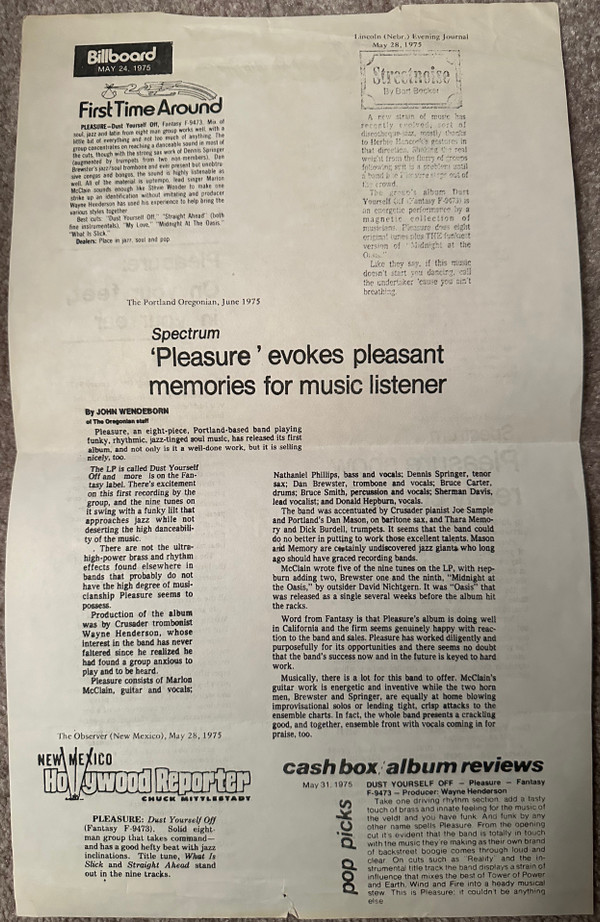 Billboard
MAY 24, 1975
First Time Around
PLEASURE—Dust Yourself Off, Fantasy F-9473. Mix of
soul, jazz and latin from eight man group works well, with a
little bit of everything and not too much of anything. The
group concentrates on reaching a danceable sound in most of
the cuts, though with the string sax work of Dennis Springer
(augmented by trumpets from two non-members), Dan
Brewster's jazz/soul trombone and ever present but unobtru-
sive congas and bongos, the sound is highly listenable as
well. All of the material is uptempo, lead singer Marion
McClain sounds enough like Stevie Wonder to make one
strike up an identification without imitating and producer
Wayne Henderson has used his experience to help bring the
various styles together.
Best cuts: "Dust Yourself Off," "Straight Ahead" (both
fine instrumentals), "My Love," "Midnight At The Oasis,"
"What Is Slick."
Dealers: Place in jazz, soul and pop.
Lincoln (Nebr.) Evening Journal
May 28, 1975
Streetnoise
By Bart Becker
A new strain of music has
recently evolved, sort of
discotheque-jazz, mostly thanks
to Herbie Hancock's gestures in
that direction. the rest
weight from the of groups
following it is a problem until
a band like Pleasure steps out of
the crowd.
The group's album Dust
Yourself Off (Fantasy F-9473) is
an energetic performance by a
magnetic collection of
musicians. Pleasure does eight
original tunes plus THE funkiest
version of "Midnight at the
Oasis."
Like they say, if this music
doesn't start you dancing, call
the undertaker 'cause you ain't
breathing.
The Portland Oregonian, June 1975
Spectrum
'Pleasure' evokes pleasant
memories for music listener
By JOHN WENDEBORN
of The Oregonian staff
Pleasure, an eight-piece, Portland-based band playing
funky, rhythmic, jazz-tinged soul music, has released its first
album, and not only is it a well-done work, but it is selling
nicely, too.
The LP is called Dust Yourself
Off and more is on the Fan-
tasy label. There's excitement
on this first recording by the
group, and the nine tunes on
it swing with a funky lilt that
approaches jazz while not
deserting the high danceabili-
ty of the music.
There are not the ultra-
high-power brass and rhythm
effects found elsewhere in
bands that probably do not
have the high degree of musi-
cianship Pleasure seems to
possess.
Production of the album
was by Crusader trombonist
Wayne Henderson, whose
interest in the band has never
faltered since he realized he
had found a group anxious to
play and to be heard.
Pleasure consists of Marlon
McClain, guitar and vocals;
Nathaniel Phillips, bass and vocals; Dennis Springer, tenor
sax; Dan Brewster, trombone and vocals; Bruce Carter,
drums; Bruce Smith, percussion and vocals; Sherman Davis,
lead vocalist; and Donald Hepburn, vocals.
The band was accentuated by Crusader pianist Joe Sample
and Portland's Dan Mason, on baritone sax, and Thara Memo-
ry and Dick Burdell, trumpets. It seems that the band could
do no better in putting to work those excellent talents. Mason
and Memory are certainly undiscovered jazz giants who long
ago should have graced recording bands.
McClain wrote five of the nine tunes on the LP, with Hep-
burn adding two, Brewster one and the ninth, "Midnight at
the Oasis," by outsider David Nichtgern. It was "Oasis" that
was released as a single several weeks before the album hit
the racks.
Word from Fantasy is that Pleasure's album is doing well
in California and the firm seems genuinely happy with reac-
tion to the band and sales. Pleasure has worked diligently and
purposefully for its opportunities and there seems no doubt
that the band's success now and in the future is keyed to hard
work.
Musically, there is a lot for this band to offer. McClain's
guitar work is energetic and inventive while the two horn
men, Brewster and Springer, are equally at home blowing
improvisational solos or lending tight, crisp attacks to the
ensemble charts. In fact, the whole band presents a crackling
good, and together, ensemble front with vocals coming in for
praise, too.
The Observer (New Mexico), May 28, 1975
NEW MEXICO
Hollywood Reporter
CHUCK MITTLESTADT
PLEASURE: Dust Yourself Off
(Fantasy F-9473). Solid eight-
man group that takes command—
and has a good hefty beat with jazz
inclinations. Title tune, What Is
Slick and Straight Ahead stand
out in the nine tracks.
cash box/album reviews
May 31, 1975
pop picks
DUST YOURSELF OFF — Pleasure — Fantasy
F-9473 — Producer: Wayne Henderson
Take one driving rhythm section, add a tasty
touch of brass and innate feeling for the music of
the veldt and you have funk. And funk by any
other name spells Pleasure. From the opening
cut it's evident that the band is totally in touch
with the music they're making as their own brand
of backstreet boogie comes through loud and
clear. On cuts such as "Reality" and the in-
strumental title track the band displays a strain of
influence that mixes the best of Tower of Power
and Earth, Wind and Fire into a heady musical
stew. This is Pleasure; it couldn't be anything
else.